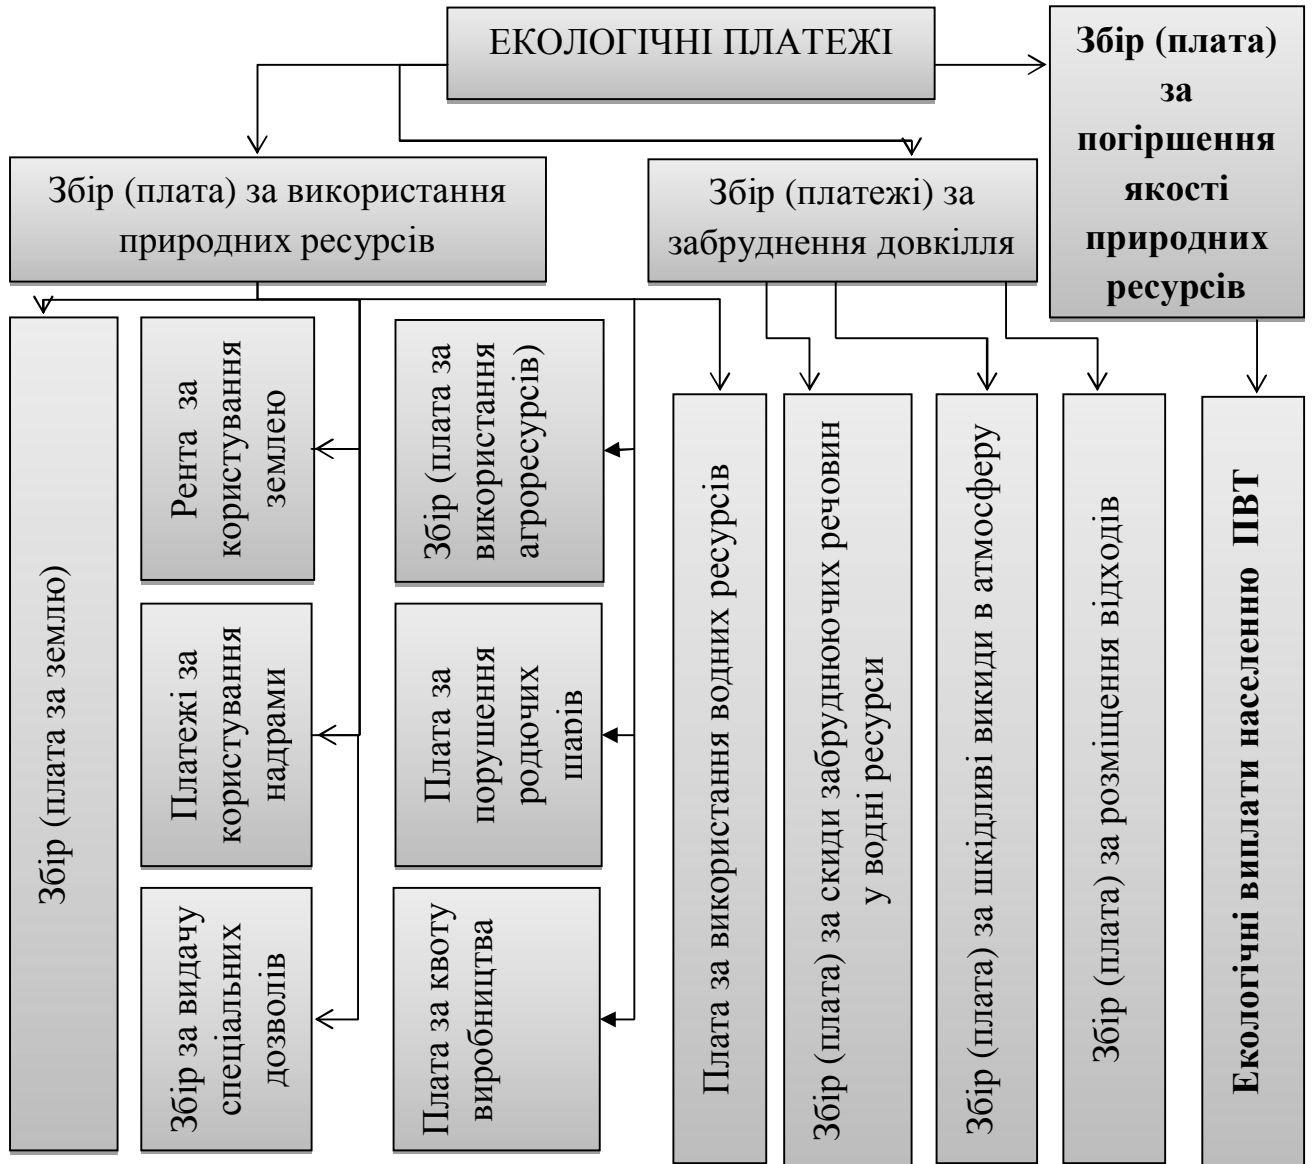 ЕКОЛОГІЧНІ ПЛАТЕЖІ
Збір (плата)
за
погіршення
якості
природних
ресурсів
Збір (плата) за використання
природних ресурсів
Збір (платежі) за
забруднення довкілля
Збір (плата за землю)
Рента за
користування
землею
Збір (плата за
використання
агроресурсів)
Платежі за
користування
надрами
Плата за
порушення
родючих
шарів
Збір за видачу
спеціальних
дозволів
Плата за квоту
виробництва
Плата за використання водних ресурсів
Збір (плата) за скиди забруднюючих речовин
у водні ресурси
Збір (плата) за шкідливі викиди в атмосферу
Збір (плата) за розміщення відходів
Екологічні виплати населенню ПВТ